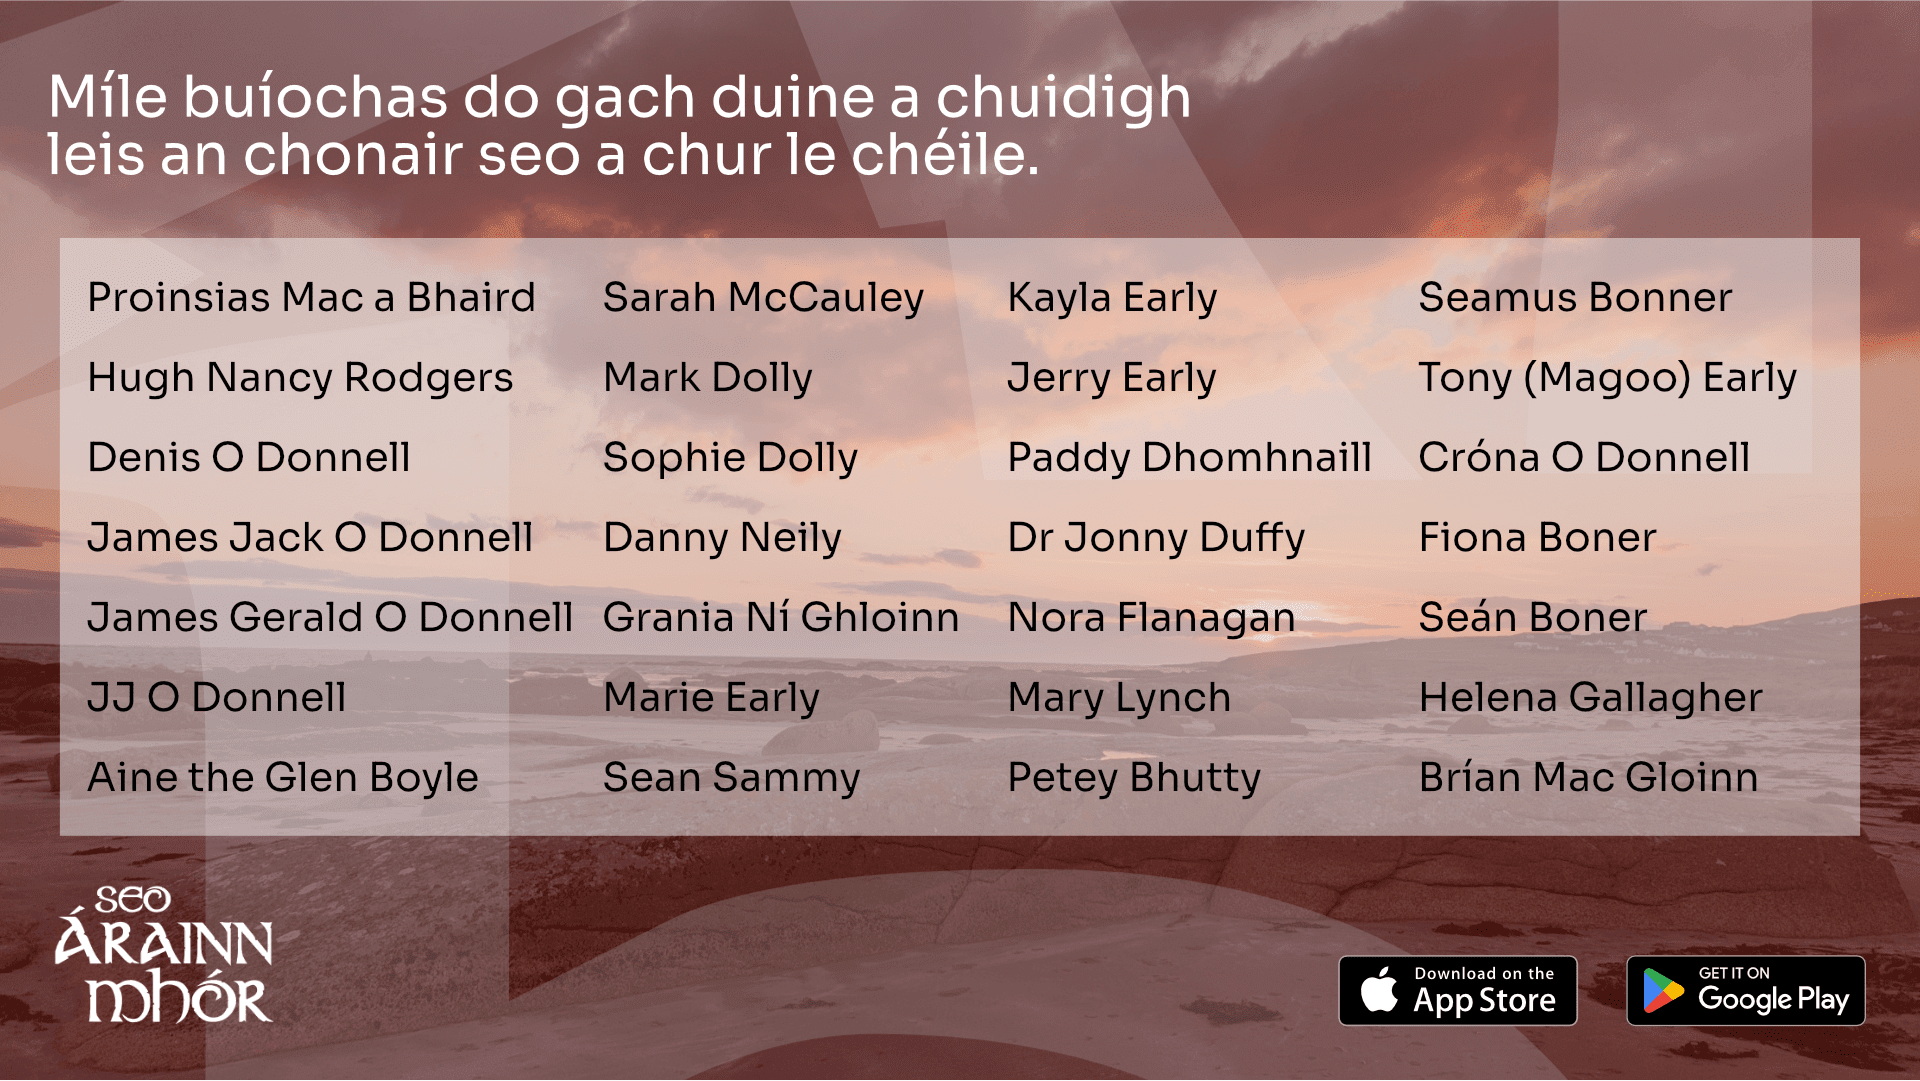 Míle buíochas do gach duine a chuidigh
leis an chonair seo a chur le chéile.
Proinsias Mac a Bhaird
Hugh Nancy Rodgers
Denis O Donnell
James Jack O Donnell
James Gerald O Donnell
JJ O Donnell
Aine the Glen Boyle
Sarah McCauley
Mark Dolly
Sophie Dolly
Danny Neily
Grania Ní Ghloinn
Marie Early
Sean Sammy
Kayla Early
Jerry Early
Paddy Dhomhnaill
Dr Jonny Duffy
Nora Flanagan
Mary Lynch
Petey Bhutty
Seamus Bonner
Tony (Magoo) Early
Cróna O Donnell
Fiona Boner
Seán Boner
Helena Gallagher
Brían Mac Gloinn
SEO
ÁRAINN
MHÓR
Download on the
App Store
GET IT ON
Google Play